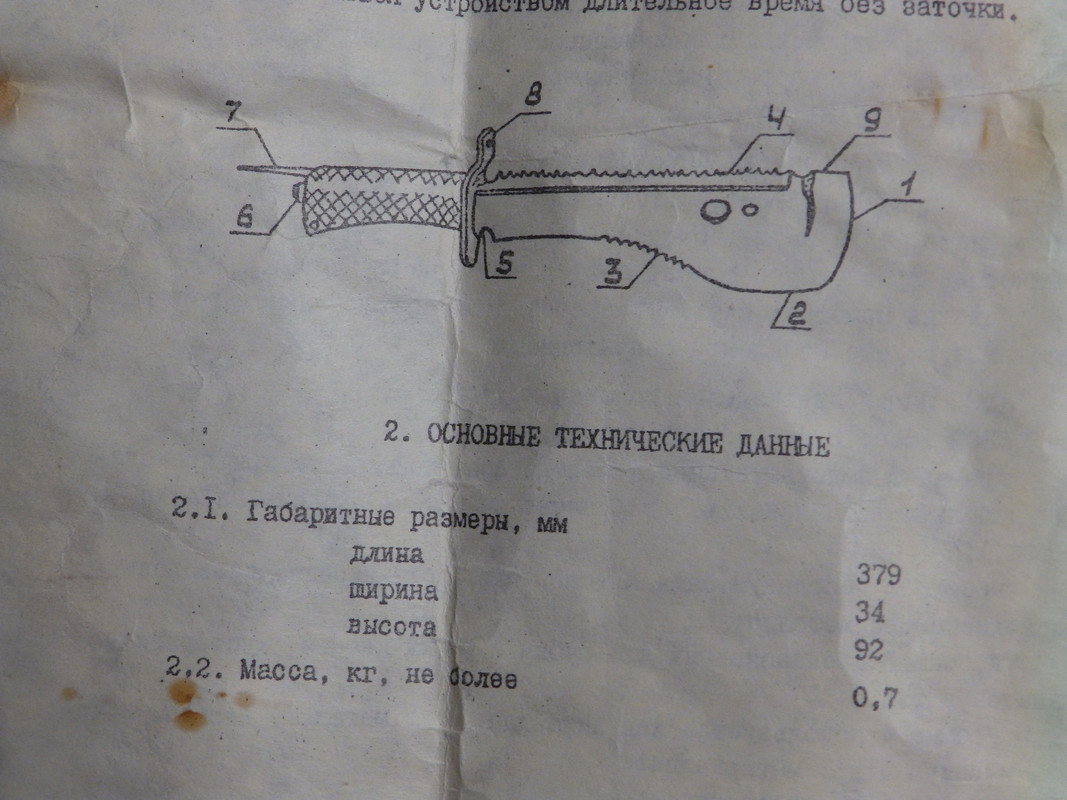 устройством длительное время без заточки.
7
8
4
9
1
6
5
3
2
2. ОСНОВНЫЕ ТЕХНИЧЕСКИЕ ДАННЫЕ
2.I. Габаритные размеры, мм
длина 379
ширина 34
высота 92
2.2. Масса, кг, не более 0,7